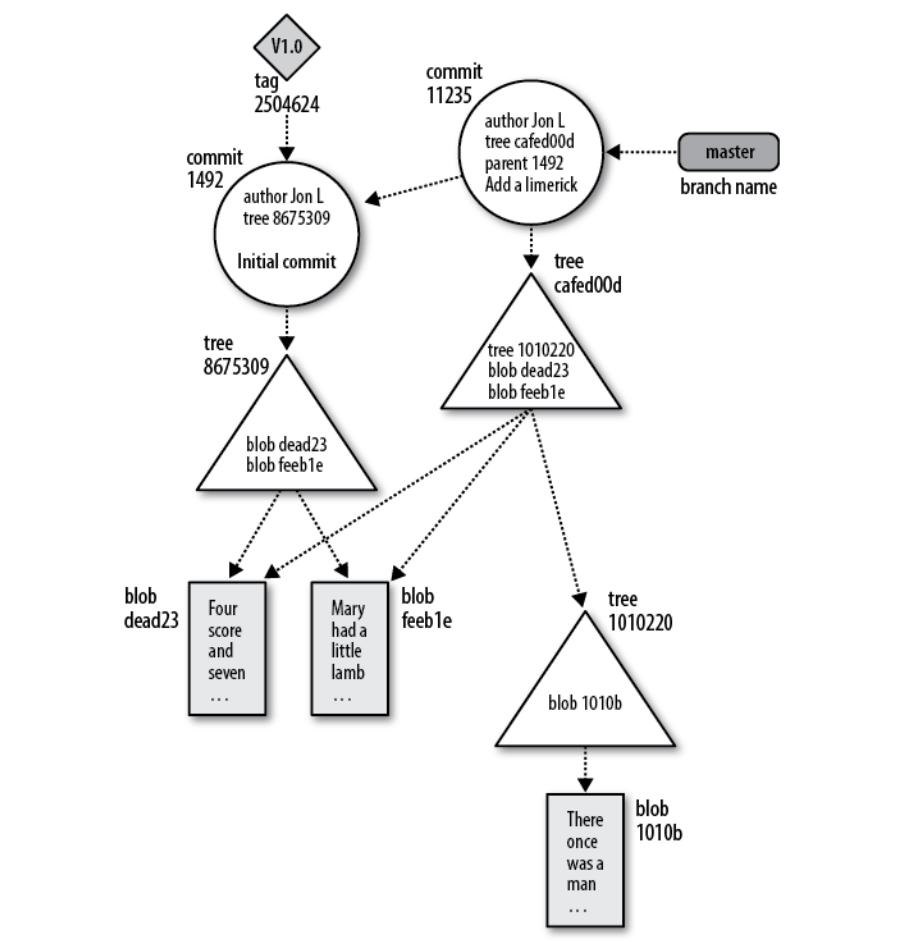 V1.0
tag
2504624
commit
11235
author Jon L
tree cafed00d
parent 1492
Add a limerick
master
branch name
commit
1492
author Jon L
tree 8675309
Initial commit
tree
cafed00d
tree 1010220
blob dead23
blob feeb1e
tree
8675309
blob dead23
blob feeb1e
blob
dead23
Four
score
and
seven
...
Mary
had a
little
lamb
...
blob
feeb1e
tree
1010220
blob 1010b
There
once
was a
man
...
blob
1010b